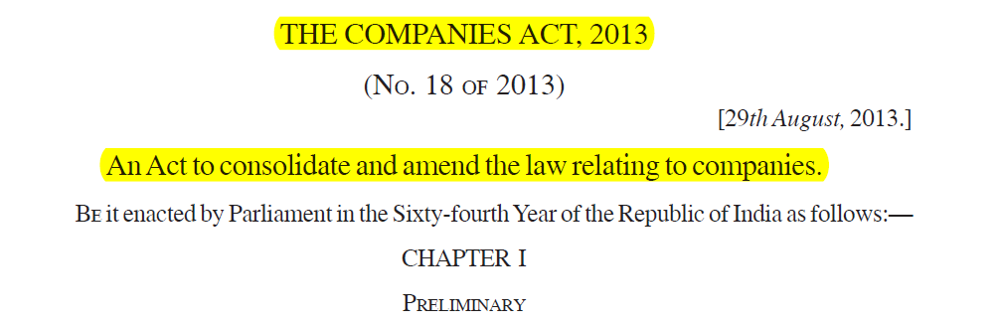 THE COMPANIES ACT, 2013
(No. 18 OF 2013)
[29th August, 2013.]
An Act to consolidate and amend the law relating to companies.
BE it enacted by Parliament in the Sixty-fourth Year of the Republic of India as follows:—
CHAPTER I
PRELIMINARY